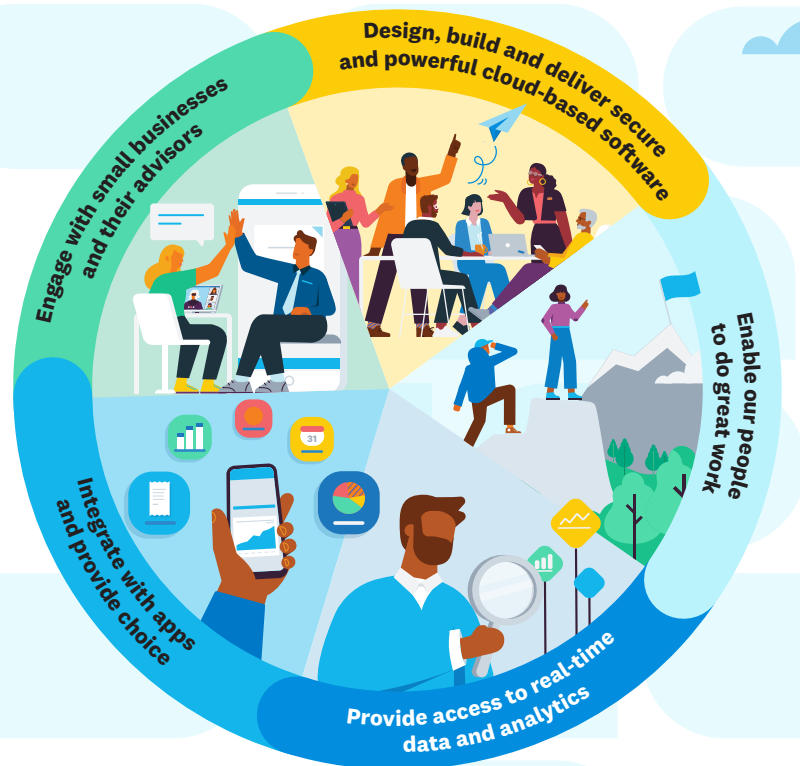 Design, build and deliver secure
and powerful cloud-based software
Enable our people
to do great work
Provide access to real-time
data and analytics
Integrate with apps
and provide choice
Engage with small businesses
and their advisors
31